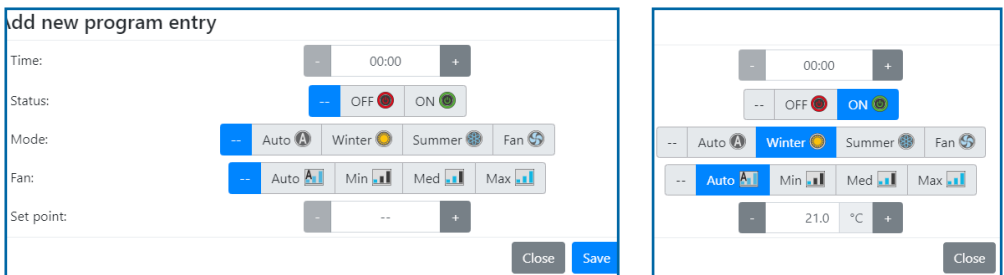 Add new program entry
Time: - 00:00 +
Status: -- OFF ON
Mode: -- Auto A Winter Summer Fan
Fan: -- Auto A Min Med Max
Set point: - -- +
Close Save
- 00:00 +
-- OFF ON
-- Auto A Winter Summer Fan
-- Auto A Min Med Max
- 21.0 °C +
Close